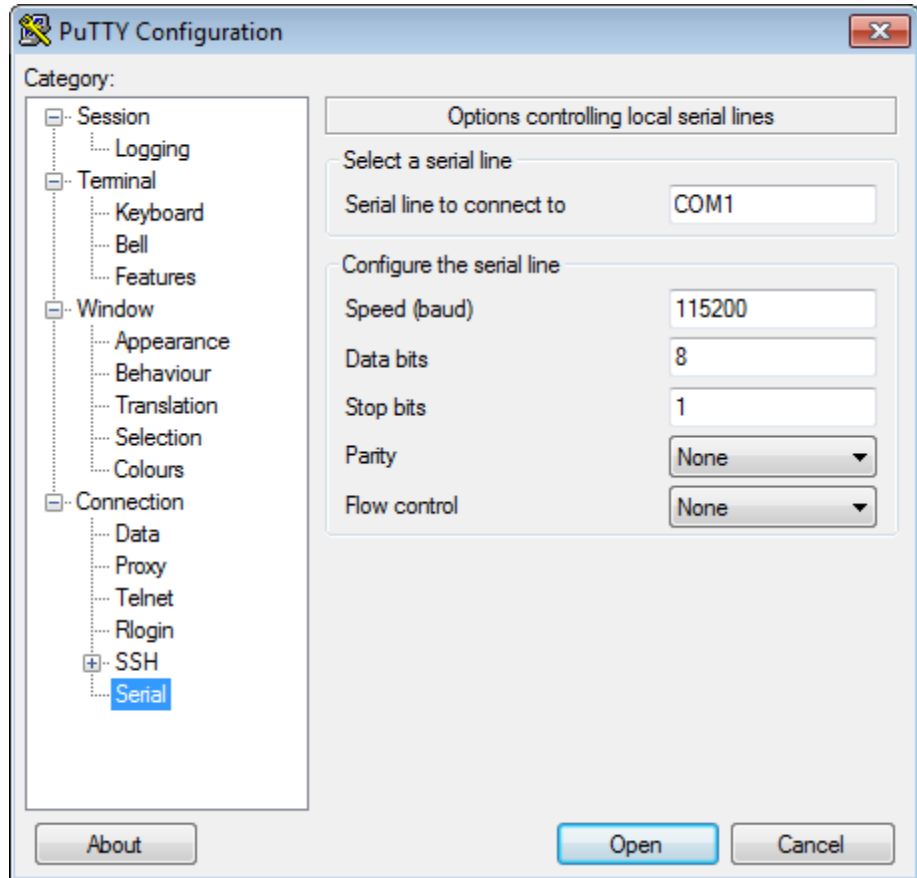 PuTTY Configuration
Category:
Session
Logging
Terminal
Keyboard
Bell
Features
Window
Appearance
Behaviour
Translation
Selection
Colours
Connection
Data
Proxy
Telnet
Rlogin
SSH
Serial
Options controlling local serial lines
Select a serial line
Serial line to connect to COM1
Configure the serial line
Speed (baud) 115200
Data bits 8
Stop bits 1
Parity None
Flow control None
About Open Cancel